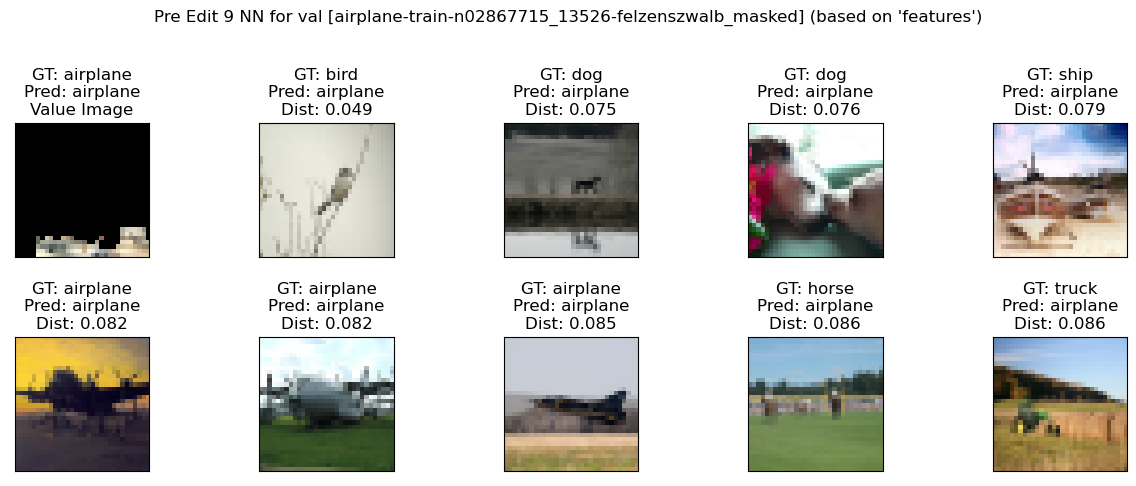 Pre Edit 9 NN for val [airplane-train-n02867715_13526-felzenszwalb_masked] (based on 'features')
GT: airplane
Pred: airplane
Value Image
GT: bird
Pred: airplane
Dist: 0.049
GT: dog
Pred: airplane
Dist: 0.075
GT: dog
Pred: airplane
Dist: 0.076
GT: ship
Pred: airplane
Dist: 0.079
GT: airplane
Pred: airplane
Dist: 0.082
GT: airplane
Pred: airplane
Dist: 0.082
GT: airplane
Pred: airplane
Dist: 0.085
GT: horse
Pred: airplane
Dist: 0.086
GT: truck
Pred: airplane
Dist: 0.086